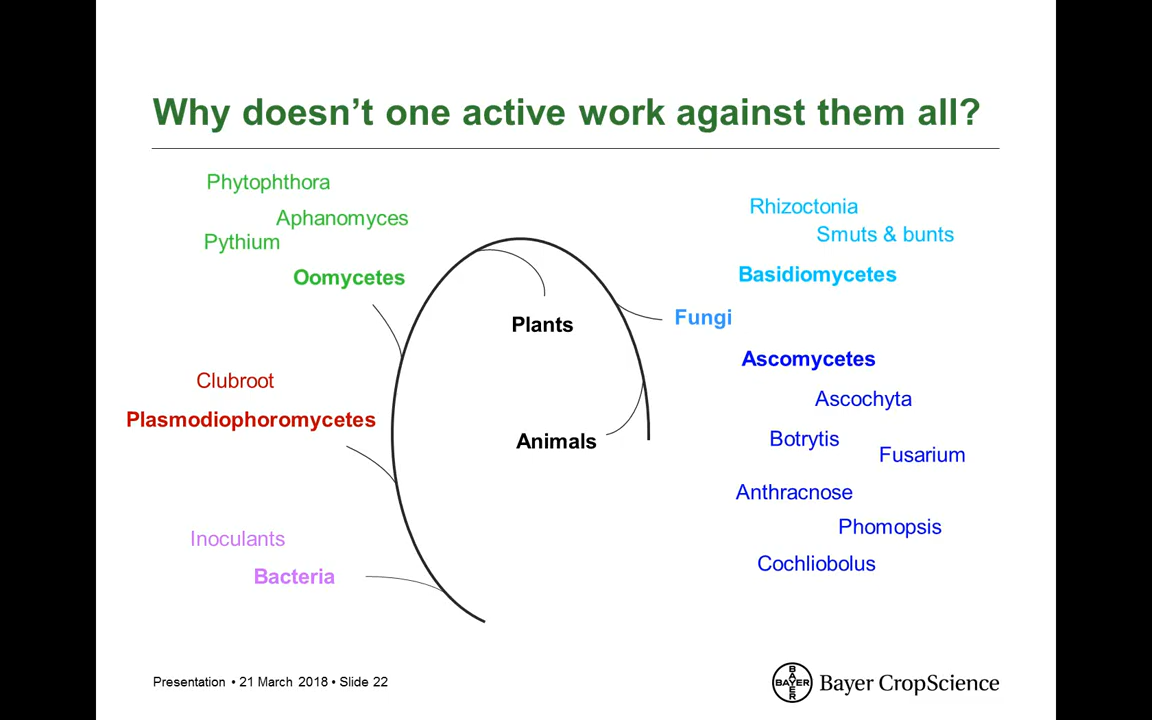 Why doesn’t one active work against them all?
Phytophthora
Aphanomyces
Pythium
Oomycetes
Clubroot
Plasmodiophoromycetes
Inoculants
Bacteria
Plants
Animals
Rhizoctonia
Smuts & bunts
Basidiomycetes
Fungi
Ascomycetes
Ascochyta
Botrytis
Fusarium
Anthracnose
Phomopsis
Cochliobolus
Presentation • 21 March 2018 • Slide 22
BAYER
BAYER
Bayer CropScience